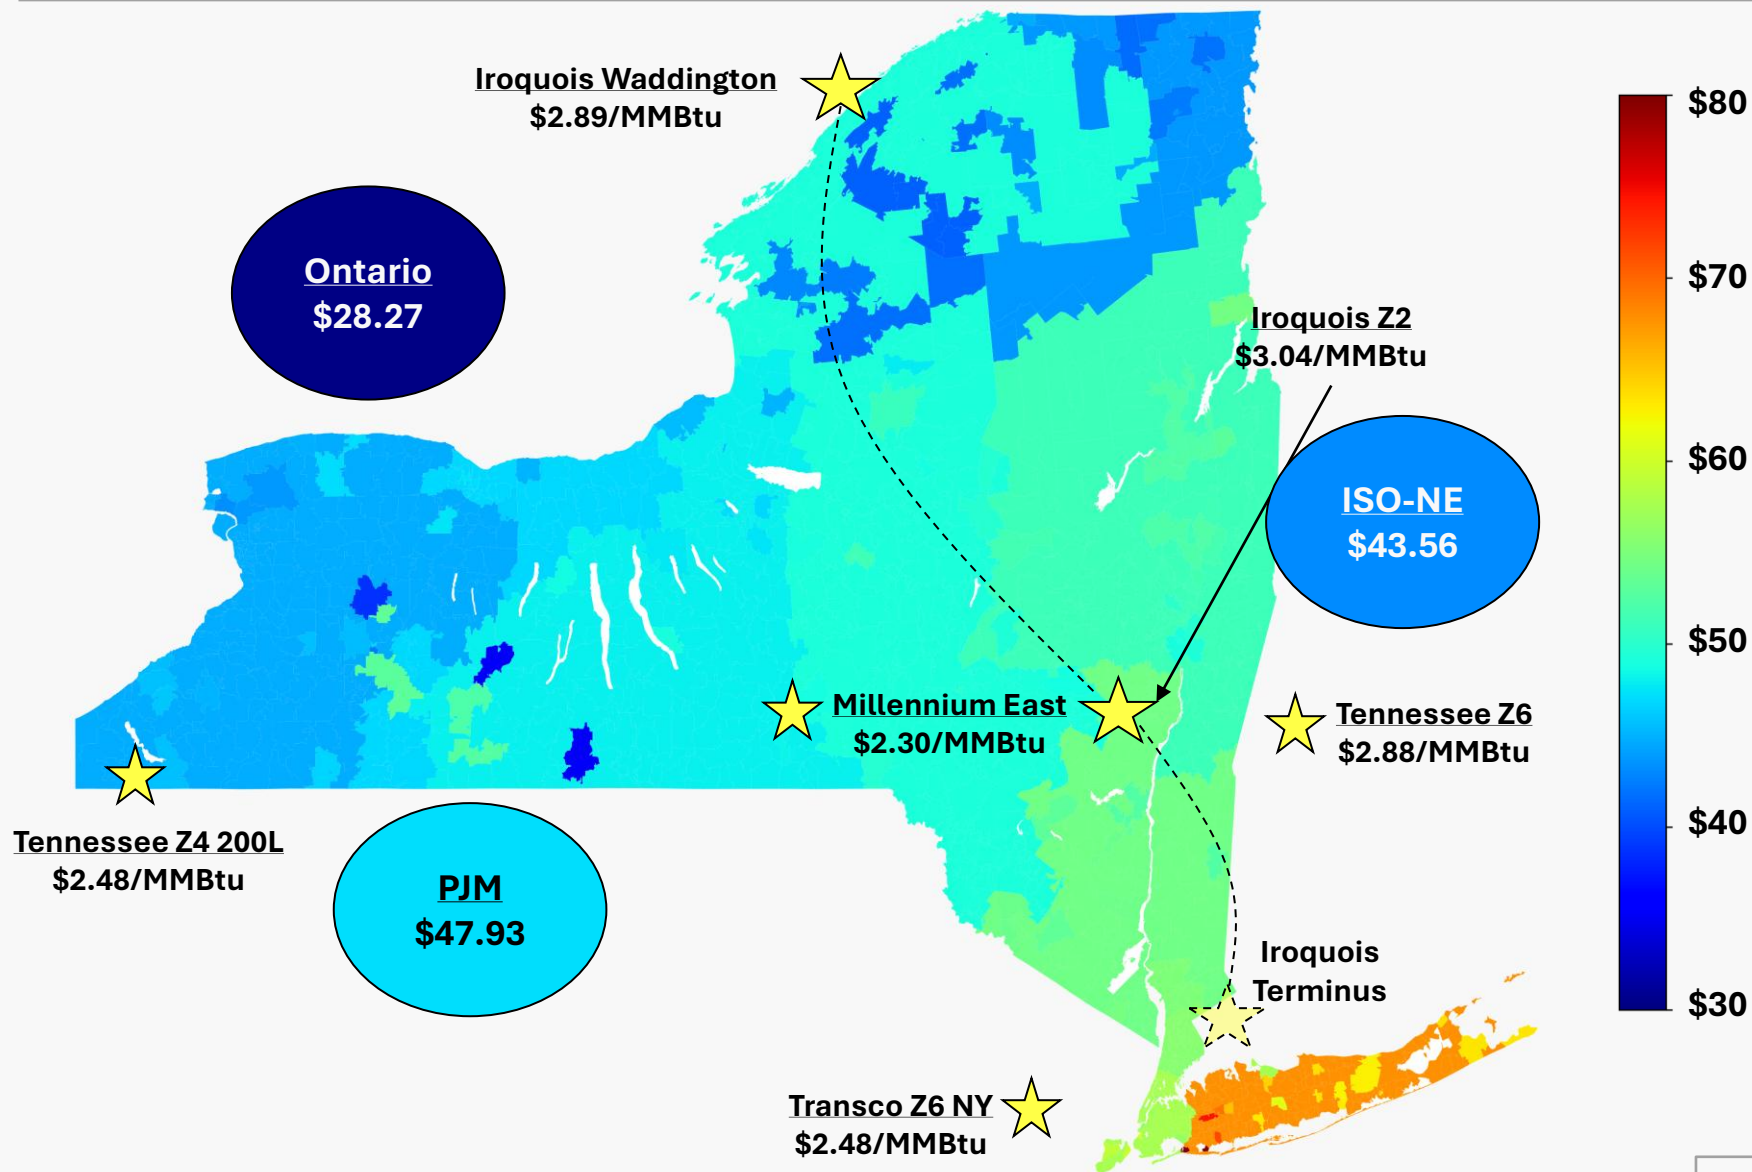 Iroquois Waddington
$2.89/MMBtu
Ontario
$28.27
Iroquois Z2
$3.04/MMBtu
ISO-NE
$43.56
Millennium East
$2.30/MMBtu
Tennessee Z6
$2.88/MMBtu
Tennessee Z4 200L
$2.48/MMBtu
PJM
$47.93
Iroquois
Terminus
Transco Z6 NY
$2.48/MMBtu
$80
$70
$60
$50
$40
$30